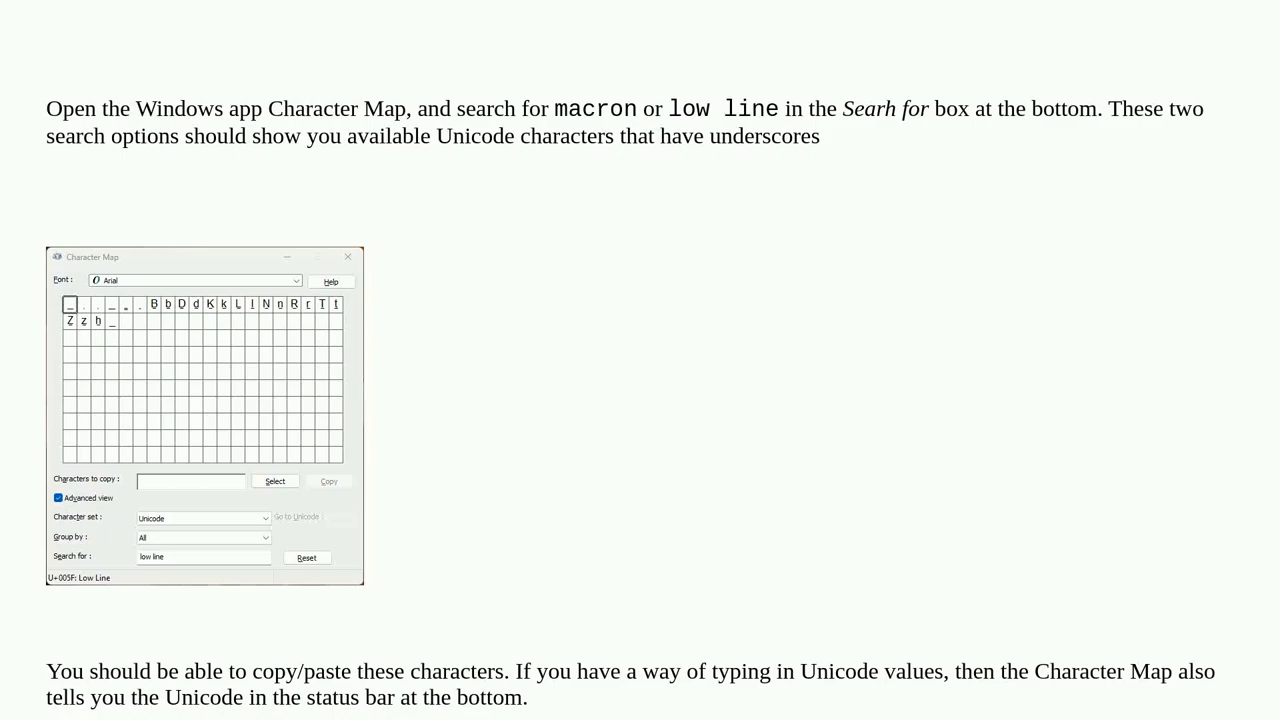 Open the Windows app Character Map, and search for macron or low line in the Searh for box at the bottom. These two
search options should show you available Unicode characters that have underscores
Character Map
Font : Arial Help
B b D d K k L l N n R r T t
Z z h _
Characters to copy : Select Copy
Advanced view
Character set : Unicode Go to Unicode
Group by : All
Search for : low line Reset
U+005F: Low Line
You should be able to copy/paste these characters. If you have a way of typing in Unicode values, then the Character Map also
tells you the Unicode in the status bar at the bottom.